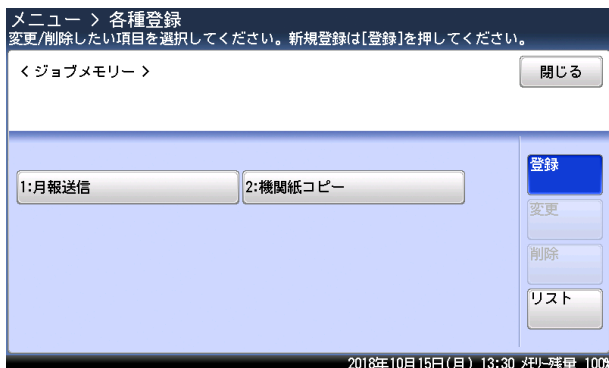 メニュー > 各種登録
変更/削除したい項目を選択してください。新規登録は[登録]を押してください。
<ジョブメモリー>
閉じる
登録
1:月報送信
2:機関紙コピー
変更
削除
リスト
2018年10月15日(月) 13:30 メモリー残量 100%